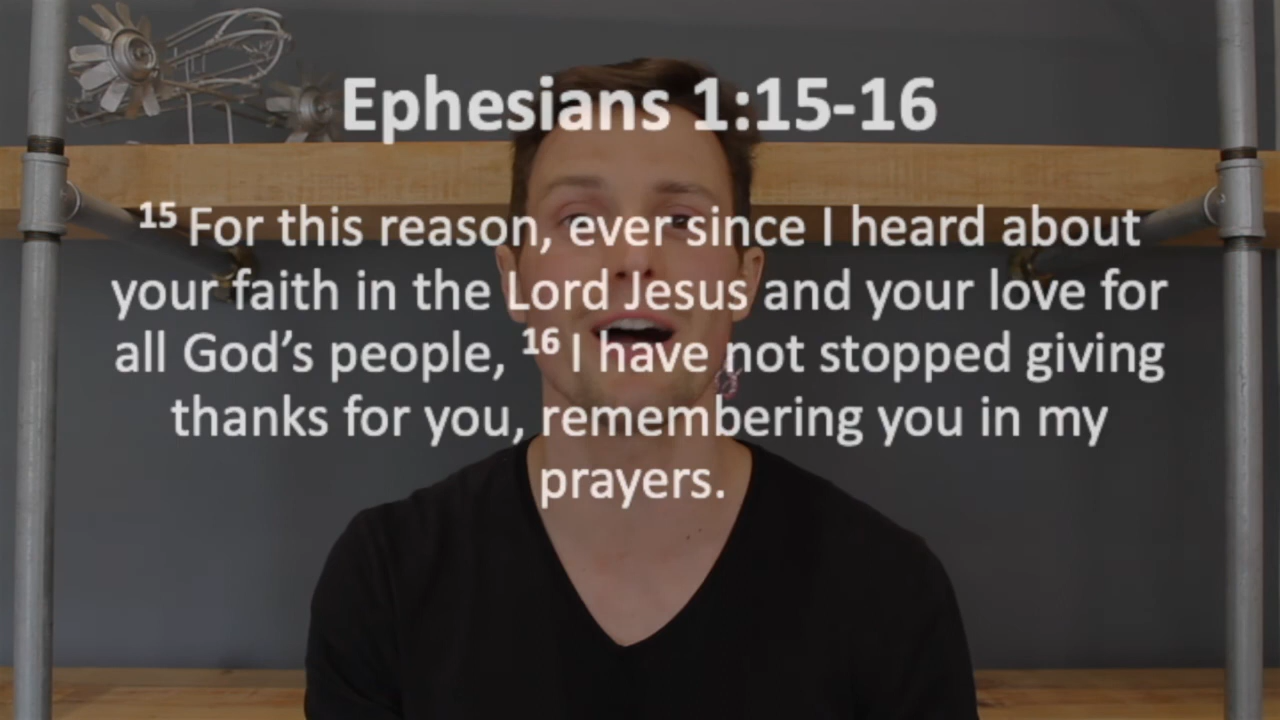 Ephesians 1:15-16
15 For this reason, ever since I heard about
your faith in the Lord Jesus and your love for
all God’s people, 16 I have not stopped giving
thanks for you, remembering you in my
prayers.